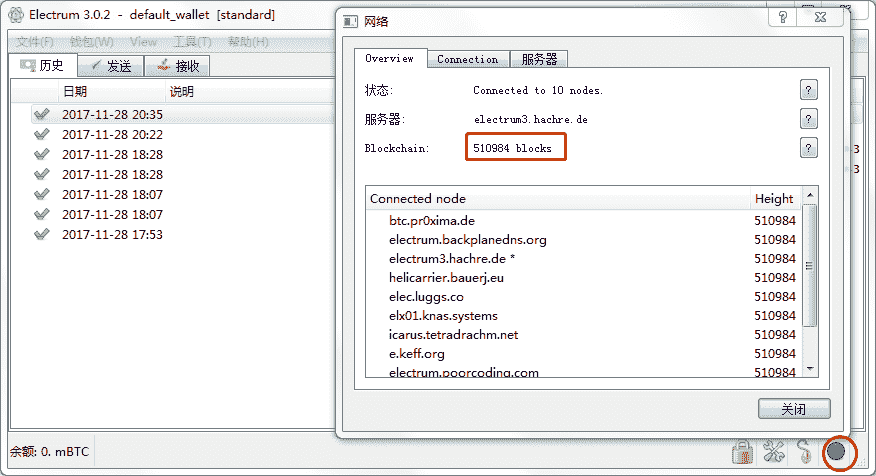 Electrum 3.0.2 - default_wallet [standard]
文件(F) 钱包(W) View 工具(T) 帮助(H)
历史 发送 接收
日期 说明
2017-11-28 20:35
2017-11-28 20:22
2017-11-28 18:28
2017-11-28 18:28
2017-11-28 18:07
2017-11-28 18:07
2017-11-28 17:53
3
3
余额: 0. mBTC
网络
?
Overview Connection 服务器
状态: Connected to 10 nodes. ?
服务器: electrum3.hachre.de ?
Blockchain: 510984 blocks ?
Connected node Height
btc.pr0xima.de 510984
electrum.backplanedns.org 510984
electrum3.hachre.de * 510984
helicarrier.bauerj.eu 510984
elec.luggs.co 510984
elx01.knas.systems 510984
icarus.tetradrachm.net 510984
e.keff.org 510984
electrum.poorcoding.com 510984
关闭